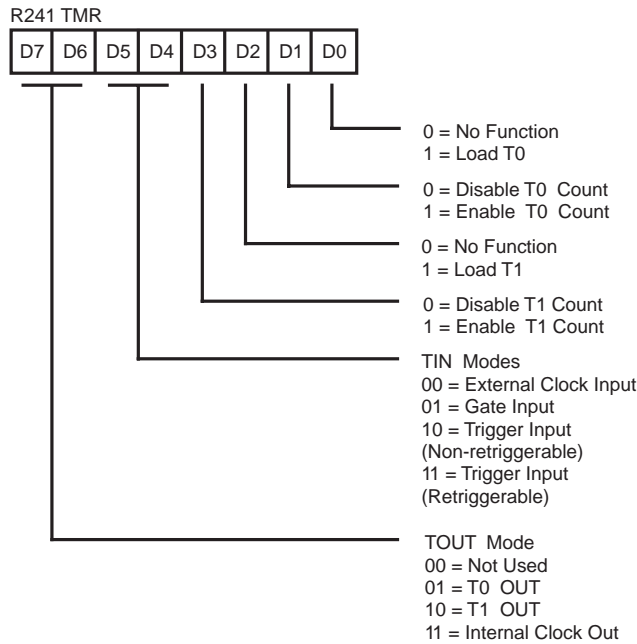 R241 TMR
D7 D6 D5 D4 D3 D2 D1 D0
0 = No Function
1 = Load T0
0 = Disable T0 Count
1 = Enable T0 Count
0 = No Function
1 = Load T1
0 = Disable T1 Count
1 = Enable T1 Count
TIN Modes
00 = External Clock Input
01 = Gate Input
10 = Trigger Input
(Non-retriggerable)
11 = Trigger Input
(Retriggerable)
TOUT Mode
00 = Not Used
01 = T0 OUT
10 = T1 OUT
11 = Internal Clock Out